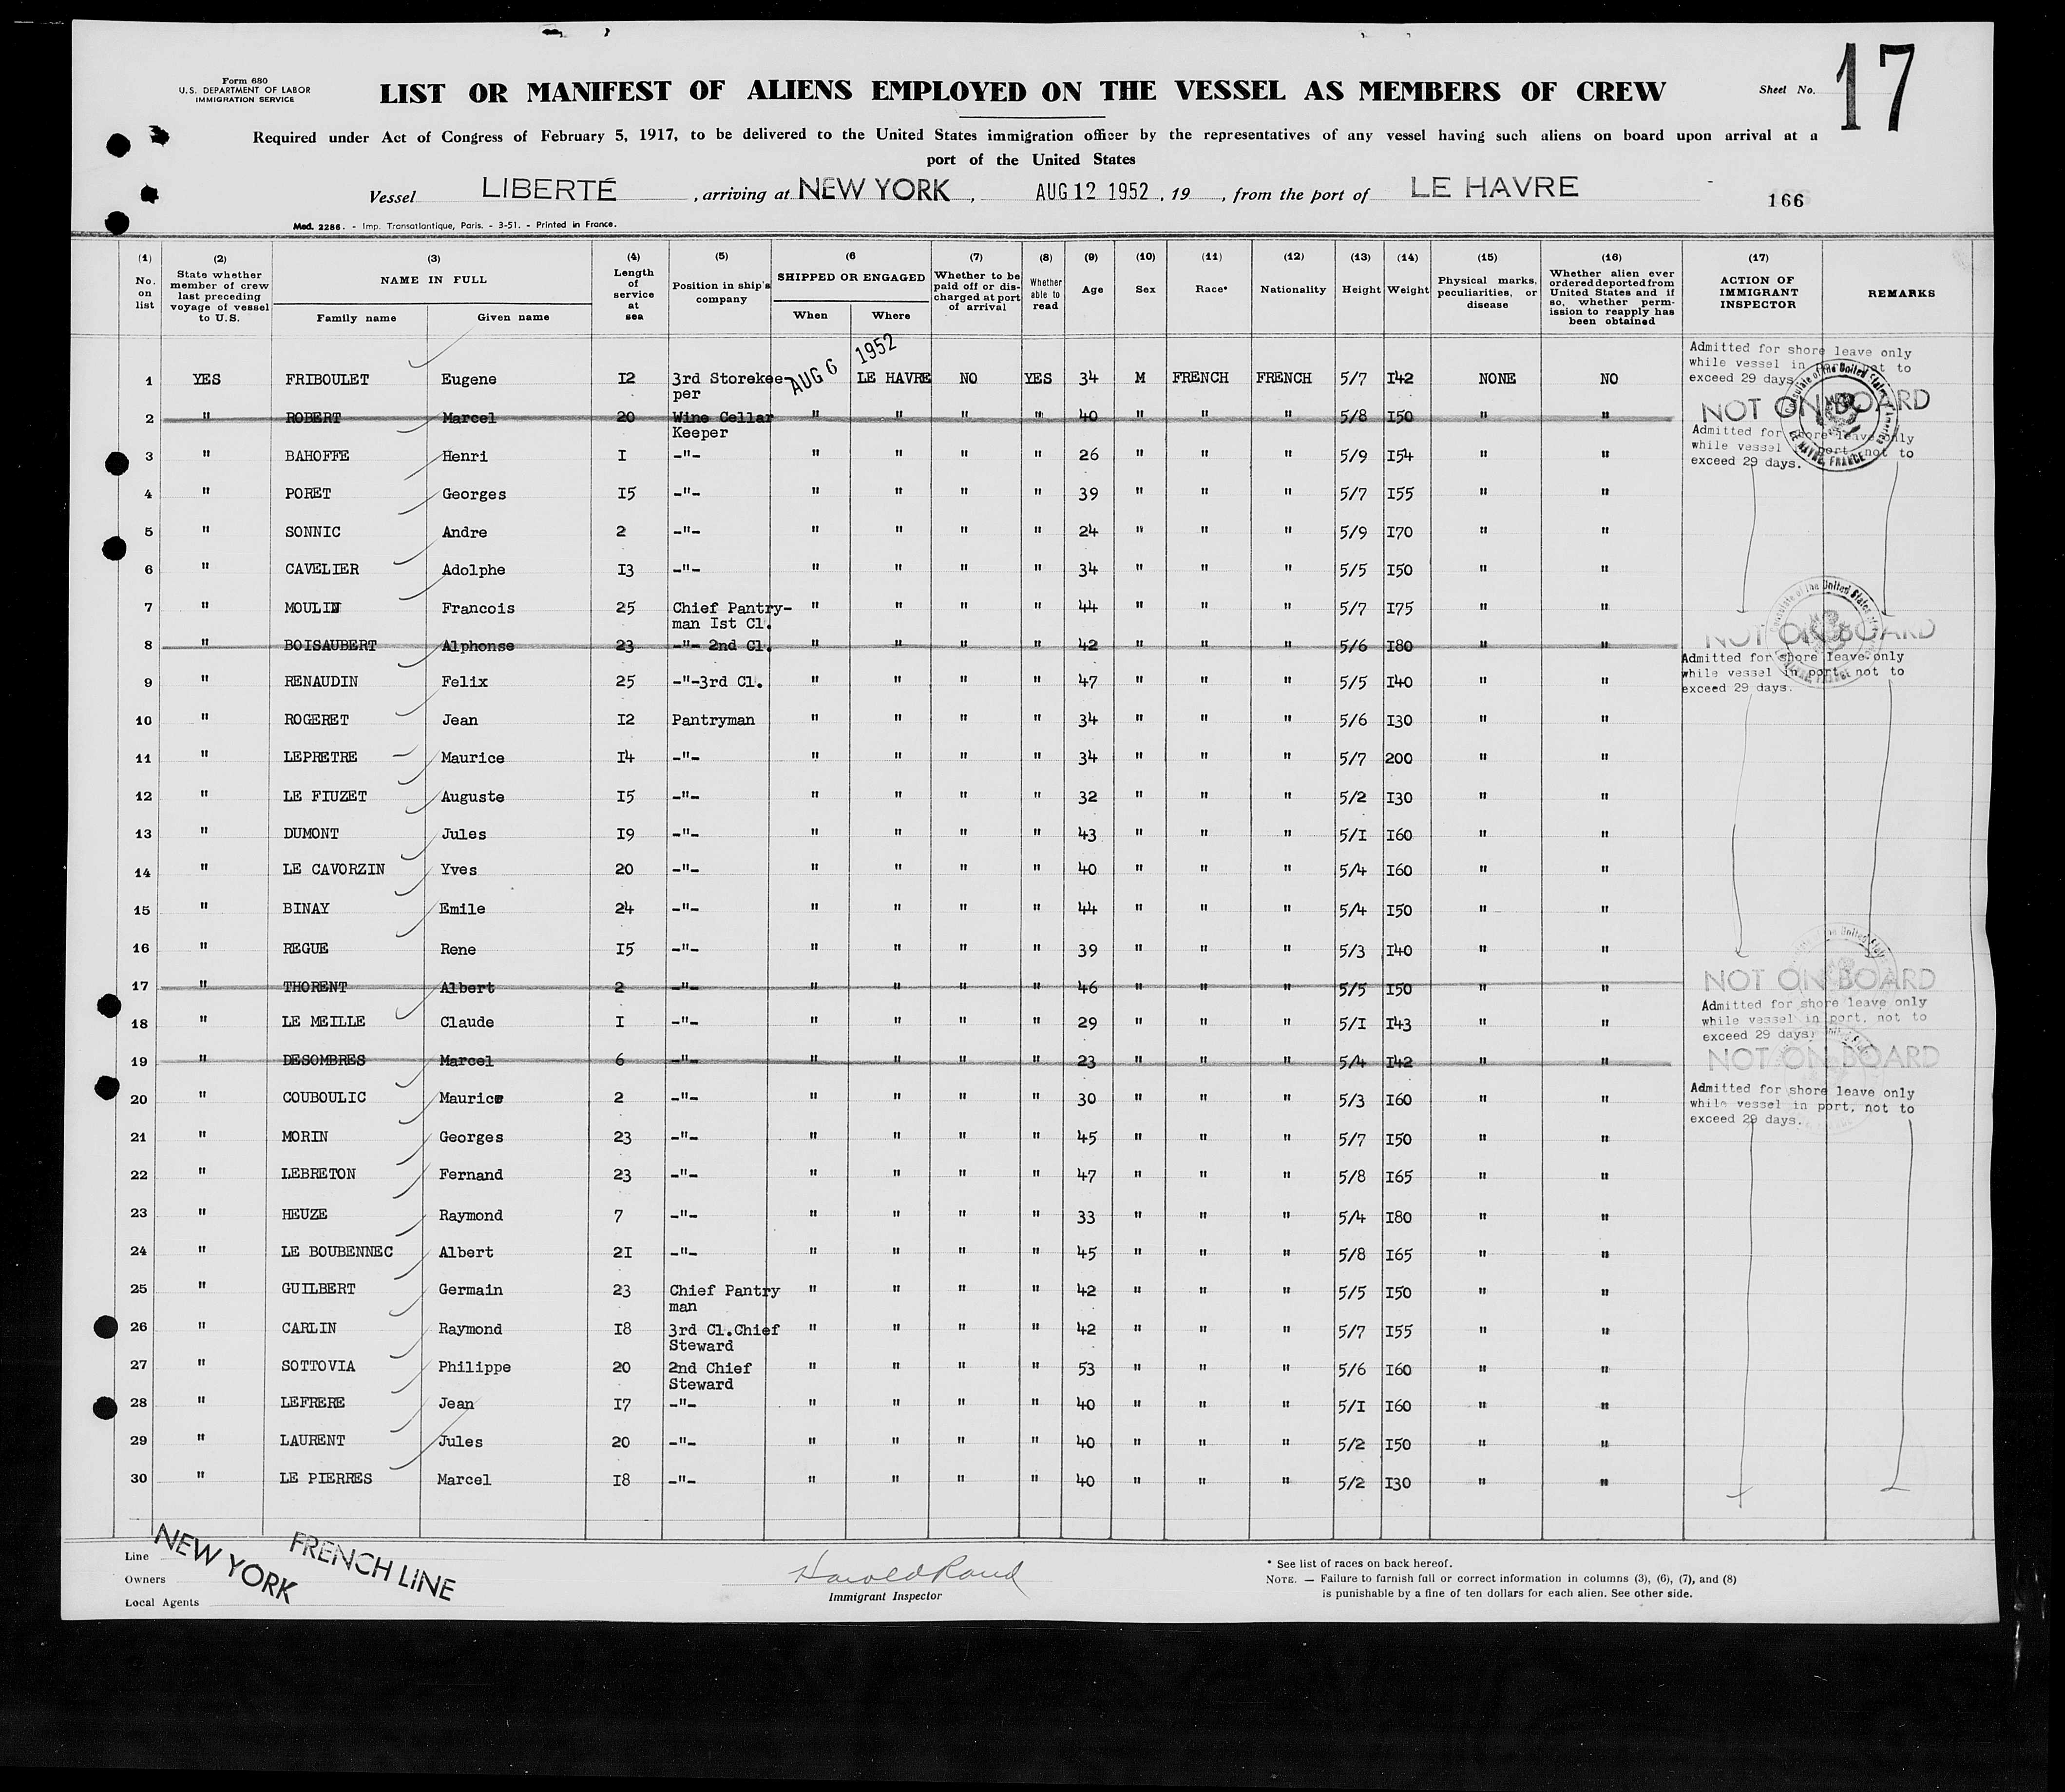 Form 680
U.S. DEPARTMENT OF LABOR
IMMIGRATION SERVICE
LIST OR MANIFEST OF ALIENS EMPLOYED ON THE VESSEL AS MEMBERS OF CREW
Sheet No. 17
Required under Act of Congress of February 5, 1917, to be delivered to the United States immigration officer by the representatives of any vessel having such aliens on board upon arrival at a
port of the United States
Vessel LIBERTÉ, arriving at NEW YORK, AUG 12 1952, 19 , from the port of LE HAVRE
166
Mod. 2286. - Imp. Transatlantique, Paris. - 3-51. - Printed in France.
(1) No. on list (2) State whether member of crew last preceding voyage of vessel to U.S. (3) NAME IN FULL Family name Given name (4) Length of service at sea (5) Position in ship's company (6 SHIPPED OR ENGAGED When Where (7) Whether to be paid off or discharged at port of arrival (8) Whether able to read (9) Age (10) Sex (11) Race* (12) Nationality (13) Height (14) Weight (15) Physical marks, peculiarities, or disease (16) Whether alien ever ordered deported from United States and if so, whether permission to reapply has been obtained (17) ACTION OF IMMIGRANT INSPECTOR REMARKS
1 YES FRIBOULET Eugene I2 3rd Storekeeper AUG 6 1952 LE HAVRE NO YES 34 M FRENCH FRENCH 5/7 I42 NONE NO Admitted for shore leave only while vessel in port not to exceed 29 days
2 " ROBERT Marcel 20 Wine Cellar Keeper " " " " 40 " " " 5/8 I50 " " NOT ON BOARD
3 " BAHOFFE Henri I -"- " " " " 26 " " " 5/9 I54 " " Admitted for shore leave only while vessel port not to exceed 29 days.
4 " PORET Georges I5 -"- " " " " 39 " " " 5/7 I55 " "
5 " SONNIC Andre 2 -"- " " " " 24 " " " 5/9 I70 " "
6 " CAVELIER Adolphe I3 -"- " " " " 34 " " " 5/5 I50 " "
7 " MOULIN Francois 25 Chief Pantry-man Ist Cl. " " " " 44 " " " 5/7 I75 " "
8 " BOISAUBERT Alphonse 23 -"- 2nd Cl. " " " " 42 " " " 5/6 I80 " " NOT ON BOARD
9 " RENAUDIN Felix 25 -"-3rd Cl. " " " " 47 " " " 5/5 I40 " " Admitted for shore leave only while vessel in port not to exceed 29 days.
10 " ROGERET Jean I2 Pantryman " " " " 34 " " " 5/6 I30 " "
11 " LEPRETRE Maurice I4 -"- " " " " 34 " " " 5/7 200 " "
12 " LE FIUZET Auguste I5 -"- " " " " 32 " " " 5/2 I30 " "
13 " DUMONT Jules I9 -"- " " " " 43 " " " 5/I I60 " "
14 " LE CAVORZIN Yves 20 -"- " " " " 40 " " " 5/4 I60 " "
15 " BINAY Emile 24 -"- " " " " 44 " " " 5/4 I50 " "
16 " REGUE Rene I5 -"- " " " " 39 " " " 5/3 I40 " "
17 " THORENT Albert 2 -"- " " " " 46 " " " 5/5 I50 " " NOT ON BOARD
18 " LE MEILLE Claude I -"- " " " " 29 " " " 5/I I43 " " Admitted for shore leave only while vessel in port, not to exceed 29 days
19 " DESOMBRES Marcel 6 -"- " " " " 23 " " " 5/4 I42 " " NOT ON BOARD
20 " COUBOULIC Maurice 2 -"- " " " " 30 " " " 5/3 I60 " " Admitted for shore leave only while vessel in port, not to exceed 29 days.
21 " MORIN Georges 23 -"- " " " " 45 " " " 5/7 I50 " "
22 " LEBRETON Fernand 23 -"- " " " " 47 " " " 5/8 I65 " "
23 " HEUZE Raymond 7 -"- " " " " 33 " " " 5/4 I80 " "
24 " LE BOUBENNEC Albert 2I -"- " " " " 45 " " " 5/8 I65 " "
25 " GUILBERT Germain 23 Chief Pantry man " " " " 42 " " " 5/5 I50 " "
26 " CARLIN Raymond I8 3rd Cl.Chief Steward " " " " 42 " " " 5/7 I55 " "
27 " SOTTOVIA Philippe 20 2nd Chief Steward " " " " 53 " " " 5/6 I60 " "
28 " LEFRERE Jean I7 -"- " " " " 40 " " " 5/I I60 " "
29 " LAURENT Jules 20 -"- " " " " 40 " " " 5/2 I50 " "
30 " LE PIERRES Marcel I8 -"- " " " " 40 " " " 5/2 I30 " "
Line
Owners
Local Agents
NEW YORK
FRENCH LINE
Harold Rand
Immigrant Inspector
* See list of races on back hereof.
NOTE. — Failure to furnish full or correct information in columns (3), (6), (7), and (8)
is punishable by a fine of ten dollars for each alien. See other side.